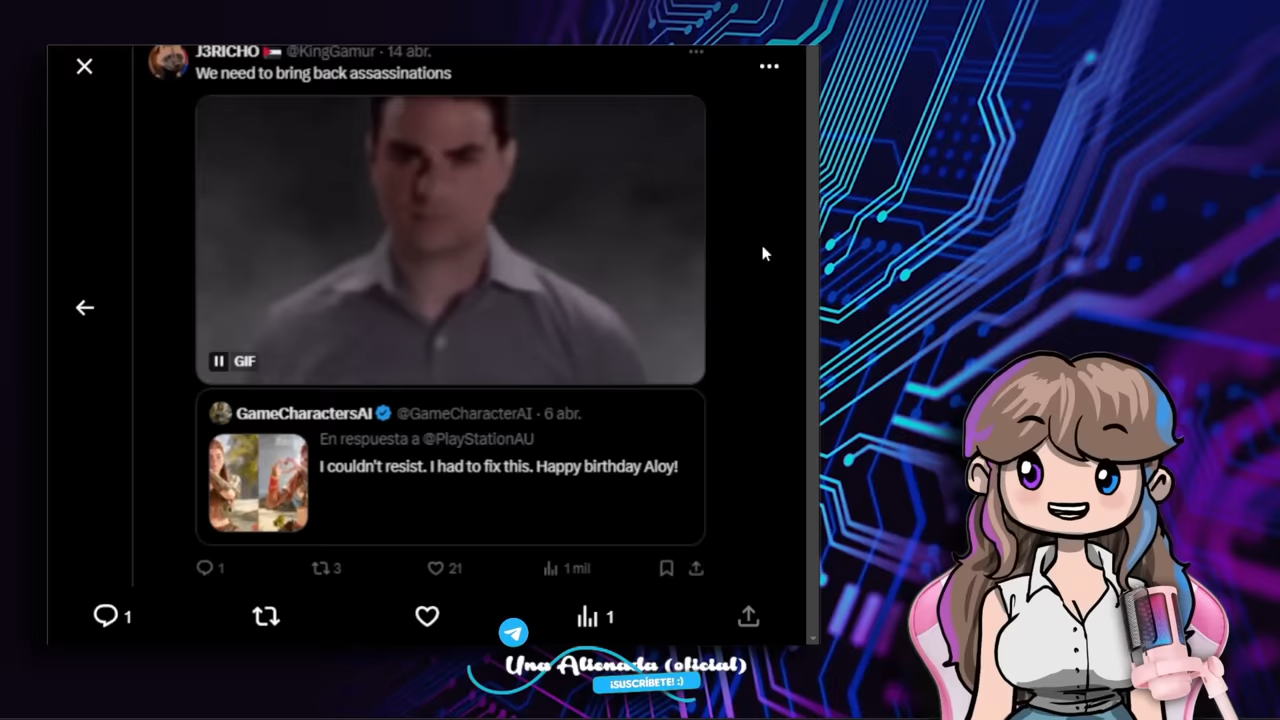 J3RICHO @KingGamur · 14 abr.
We need to bring back assassinations
GIF
GameCharactersAI @GameCharacterAI · 6 abr.
En respuesta a @PlayStationAU
I couldn't resist. I had to fix this. Happy birthday Aloy!
1 3 21 1 mil
1 1
Una Alienada (oficial)
¡SUSCRÍBETE! :)